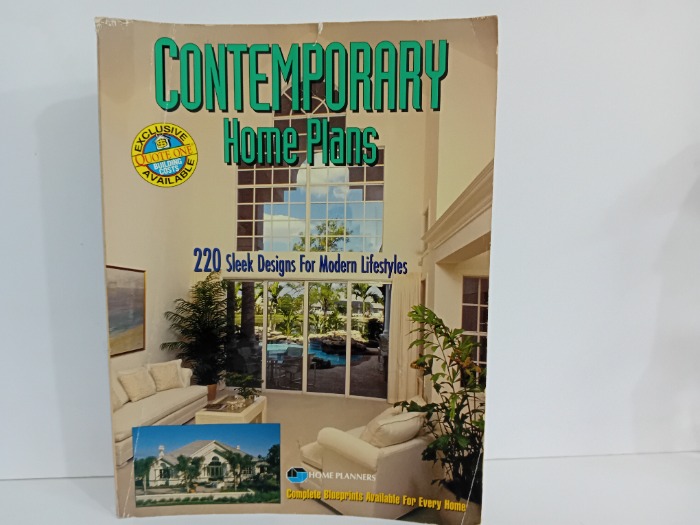 CONTEMPORARY
Home Plans
EXCLUSIVE
QUOTE ONE
BUILDING
COSTS
AVAILABLE
220 Sleek Designs For Modern Lifestyles
HOME PLANNERS
Complete Blueprints Available For Every Home